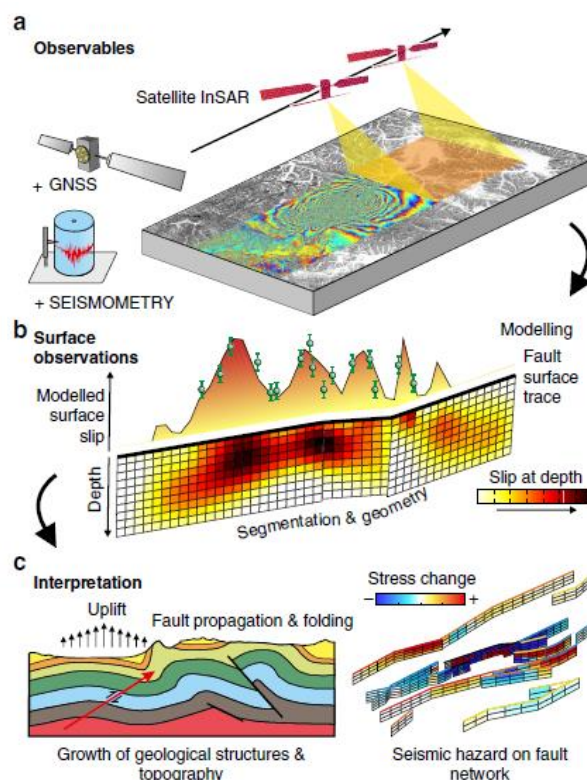 a
Observables
Satellite InSAR
+ GNSS
+ SEISMOMETRY
b
Surface
observations
Modelling
Modelled
surface
slip
Fault
surface
trace
Depth
Slip at depth
Segmentation & geometry
c
Interpretation
Uplift
Fault propagation & folding
Stress change
− +
Growth of geological structures &
topography
Seismic hazard on fault
network